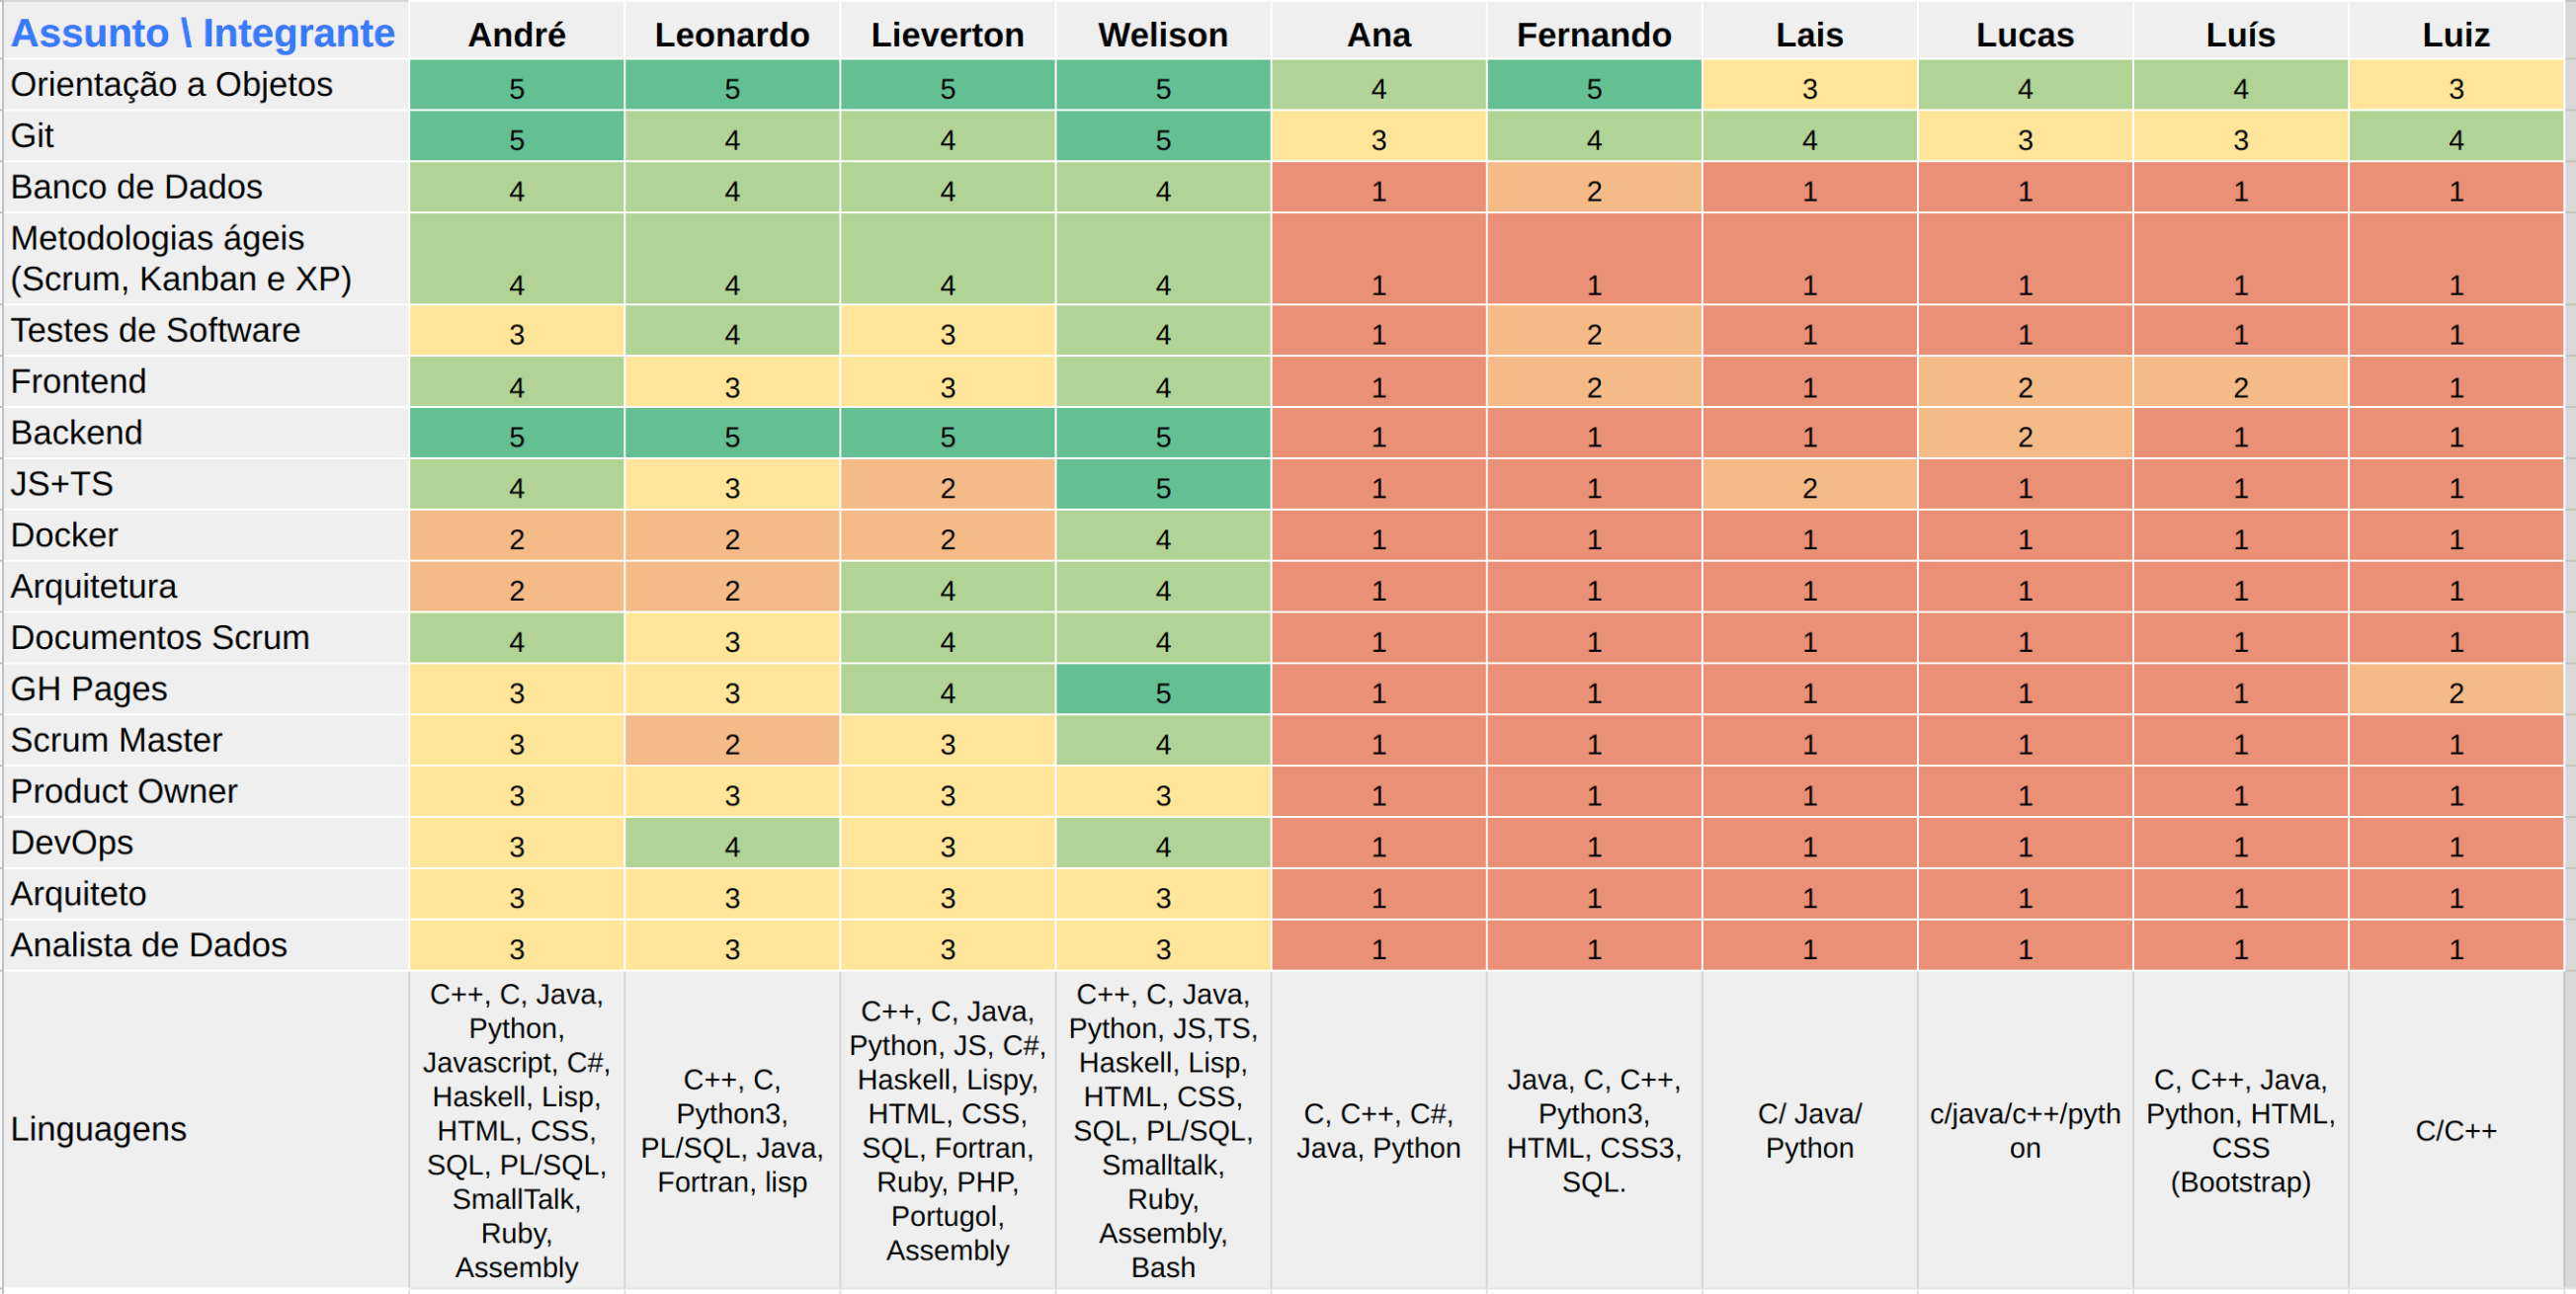 Assunto \ Integrante André Leonardo Lieverton Welison Ana Fernando Lais Lucas Luís Luiz
Orientação a Objetos 5 5 5 5 4 5 3 4 4 3
Git 5 4 4 5 3 4 4 3 3 4
Banco de Dados 4 4 4 4 1 2 1 1 1 1
Metodologias ágeis
(Scrum, Kanban e XP) 4 4 4 4 1 1 1 1 1 1
Testes de Software 3 4 3 4 1 2 1 1 1 1
Frontend 4 3 3 4 1 2 1 2 2 1
Backend 5 5 5 5 1 1 1 2 1 1
JS+TS 4 3 2 5 1 1 2 1 1 1
Docker 2 2 2 4 1 1 1 1 1 1
Arquitetura 2 2 4 4 1 1 1 1 1 1
Documentos Scrum 4 3 4 4 1 1 1 1 1 1
GH Pages 3 3 4 5 1 1 1 1 1 2
Scrum Master 3 2 3 4 1 1 1 1 1 1
Product Owner 3 3 3 3 1 1 1 1 1 1
DevOps 3 4 3 4 1 1 1 1 1 1
Arquiteto 3 3 3 3 1 1 1 1 1 1
Analista de Dados 3 3 3 3 1 1 1 1 1 1
Linguagens
C++, C, Java,
Python,
Javascript, C#,
Haskell, Lisp,
HTML, CSS,
SQL, PL/SQL,
SmallTalk,
Ruby,
Assembly
C++, C,
Python3,
PL/SQL, Java,
Fortran, lisp
C++, C, Java,
Python, JS, C#,
Haskell, Lispy,
HTML, CSS,
SQL, Fortran,
Ruby, PHP,
Portugol,
Assembly
C++, C, Java,
Python, JS,TS,
Haskell, Lisp,
HTML, CSS,
SQL, PL/SQL,
Smalltalk,
Ruby,
Assembly,
Bash
C, C++, C#,
Java, Python
Java, C, C++,
Python3,
HTML, CSS3,
SQL.
C/ Java/
Python
c/java/c++/pyth
on
C, C++, Java,
Python, HTML,
CSS
(Bootstrap)
C/C++